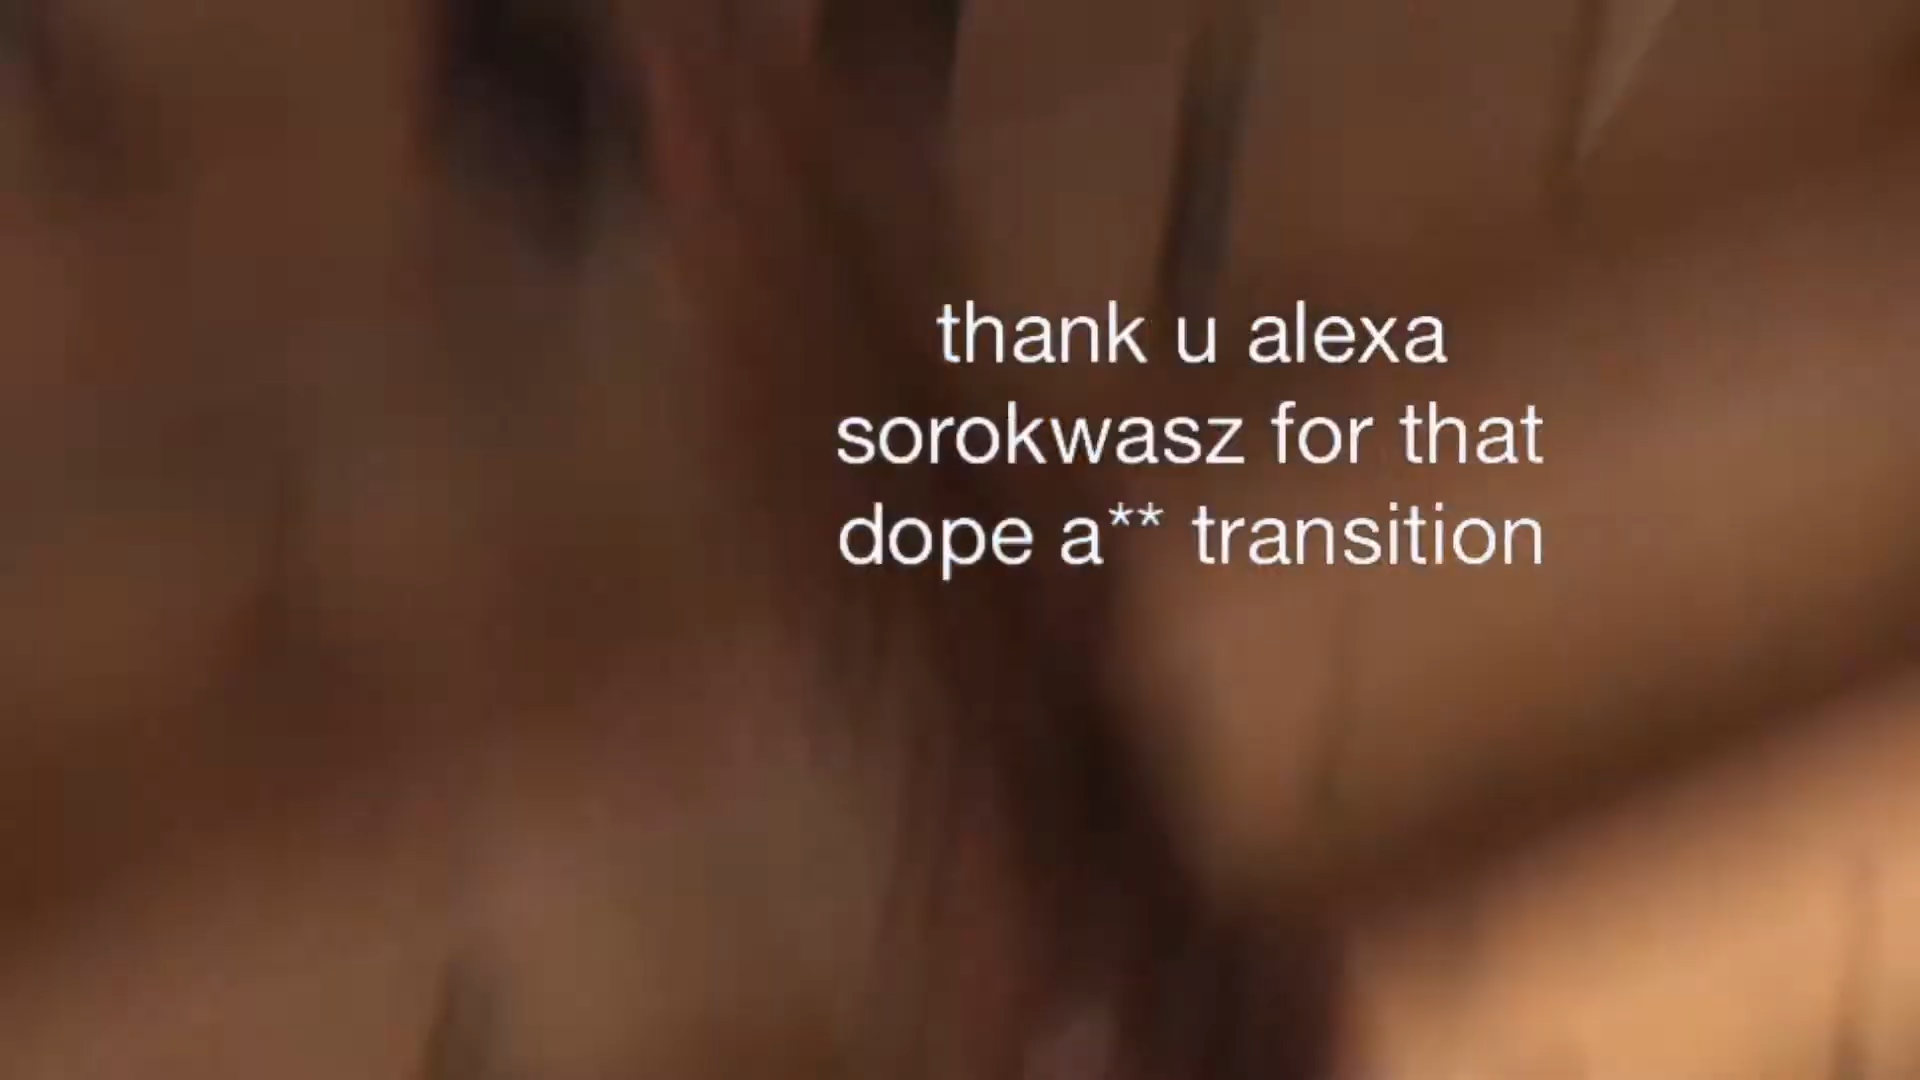 thank u alexa
sorokwasz for that
dope a** transition